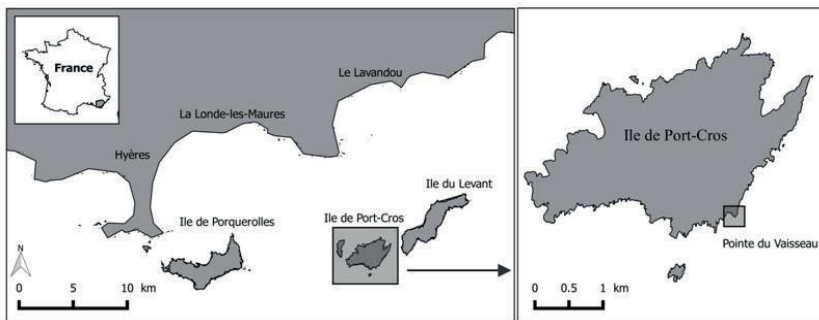 France
Le Lavandou
La Londe-les-Maures
Hyères
Ile du Levant
Ile de Porquerolles
Ile de Port-Cros
N
0 5 10 km
Ile de Port-Cros
Pointe du Vaisseau
0 0.5 1 km